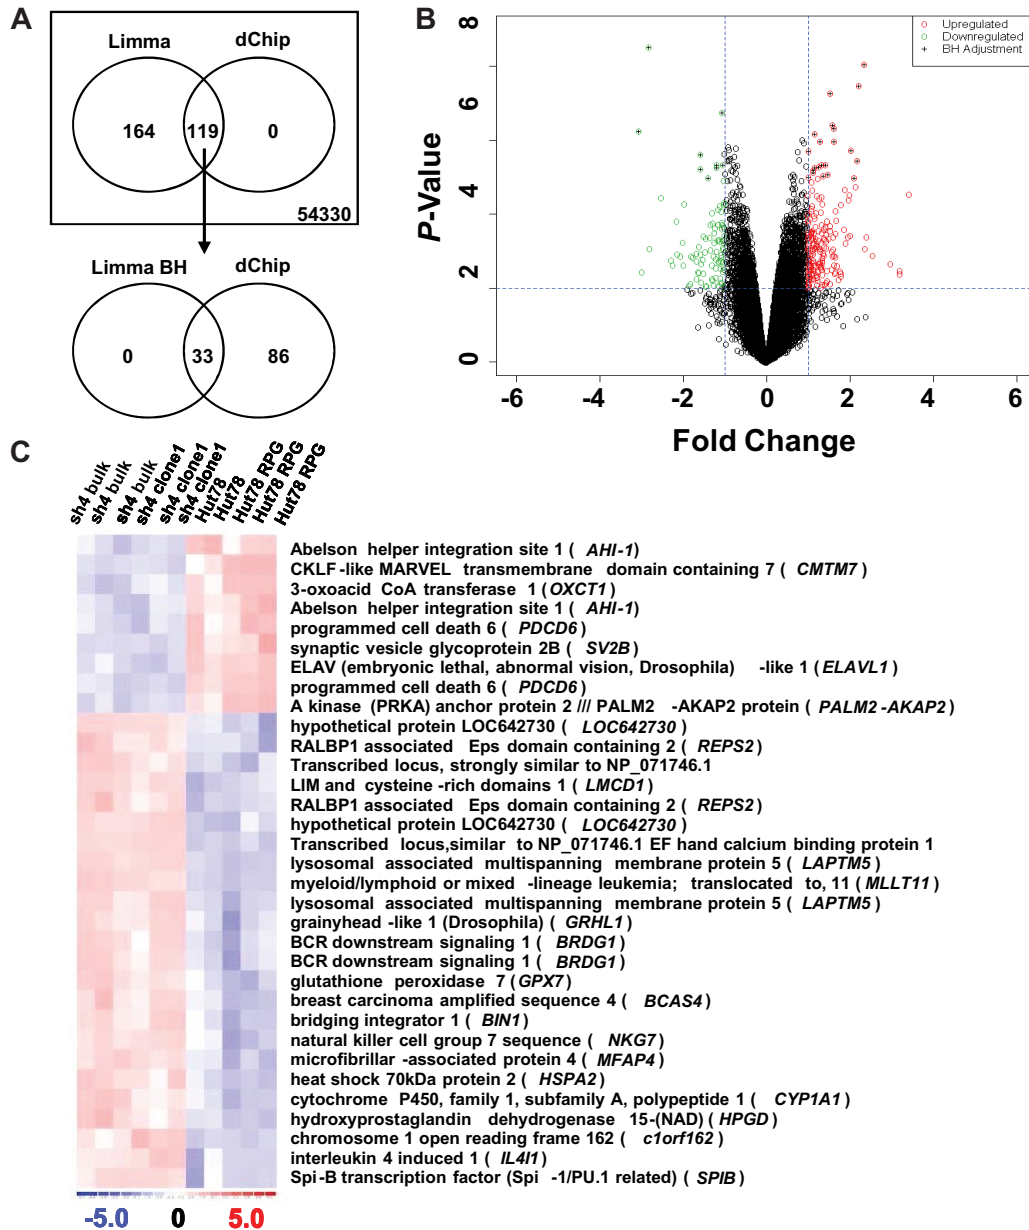 A
Limma
dChip
164
119
0
54330
Limma BH
dChip
0
33
86
B
Upregulated
Downregulated
BH Adjustment
P-Value
8
6
4
2
0
-6
-4
-2
0
2
4
6
Fold Change
C
sh4 bulk
sh4 bulk
sh4 bulk
sh4 clone1
sh4 clone1
sh4 clone1
Hut78
Hut78
Hut78 RPG
Hut78 RPG
Hut78 RPG
Abelson helper integration site 1 ( AHI-1)
CKLF-like MARVEL transmembrane domain containing 7 ( CMTM7)
3-oxoacid CoA transferase 1 (OXCT1)
Abelson helper integration site 1 ( AHI-1)
programmed cell death 6 ( PDCD6)
synaptic vesicle glycoprotein 2B ( SV2B)
ELAV (embryonic lethal, abnormal vision, Drosophila) -like 1 (ELAVL1)
programmed cell death 6 ( PDCD6)
A kinase (PRKA) anchor protein 2 /// PALM2 -AKAP2 protein ( PALM2-AKAP2)
hypothetical protein LOC642730 ( LOC642730)
RALBP1 associated Eps domain containing 2 ( REPS2)
Transcribed locus, strongly similar to NP_071746.1
LIM and cysteine -rich domains 1 ( LMCD1)
RALBP1 associated Eps domain containing 2 ( REPS2)
hypothetical protein LOC642730 ( LOC642730)
Transcribed locus,similar to NP_071746.1 EF hand calcium binding protein 1
lysosomal associated multispanning membrane protein 5 ( LAPTM5)
myeloid/lymphoid or mixed -lineage leukemia; translocated to, 11 ( MLLT11)
lysosomal associated multispanning membrane protein 5 ( LAPTM5)
grainyhead -like 1 (Drosophila) ( GRHL1)
BCR downstream signaling 1 ( BRDG1)
BCR downstream signaling 1 ( BRDG1)
glutathione peroxidase 7 (GPX7)
breast carcinoma amplified sequence 4 ( BCAS4)
bridging integrator 1 ( BIN1)
natural killer cell group 7 sequence ( NKG7)
microfibrillar -associated protein 4 ( MFAP4)
heat shock 70kDa protein 2 ( HSPA2)
cytochrome P450, family 1, subfamily A, polypeptide 1 ( CYP1A1)
hydroxyprostaglandin dehydrogenase 15-(NAD) ( HPGD)
chromosome 1 open reading frame 162 ( c1orf162)
interleukin 4 induced 1 ( IL4I1)
Spi-B transcription factor (Spi -1/PU.1 related) ( SPIB)
-5.0
0
5.0